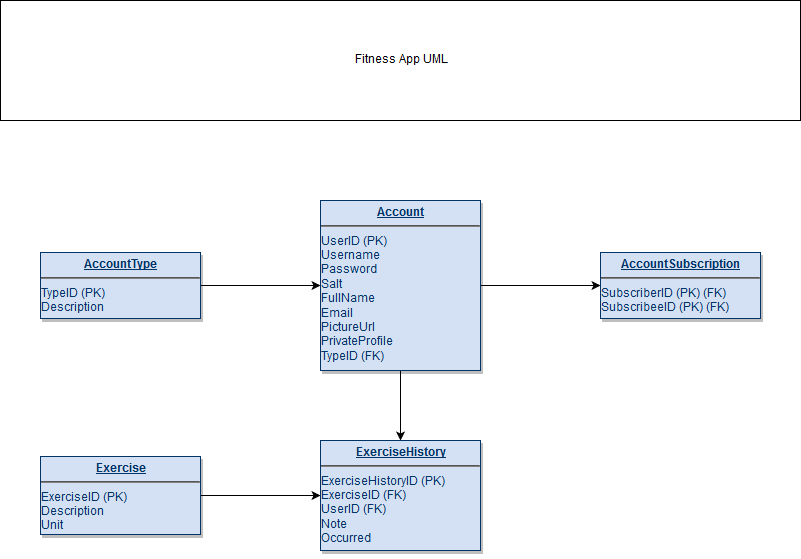 Fitness App UML
Account
UserID (PK)
Username
Password
Salt
FullName
Email
PictureUrl
PrivateProfile
TypeID (FK)
AccountType
TypeID (PK)
Description
AccountSubscription
SubscriberID (PK) (FK)
SubscribeeID (PK) (FK)
Exercise
ExerciseID (PK)
Description
Unit
ExerciseHistory
ExerciseHistoryID (PK)
ExerciseID (FK)
UserID (FK)
Note
Occurred